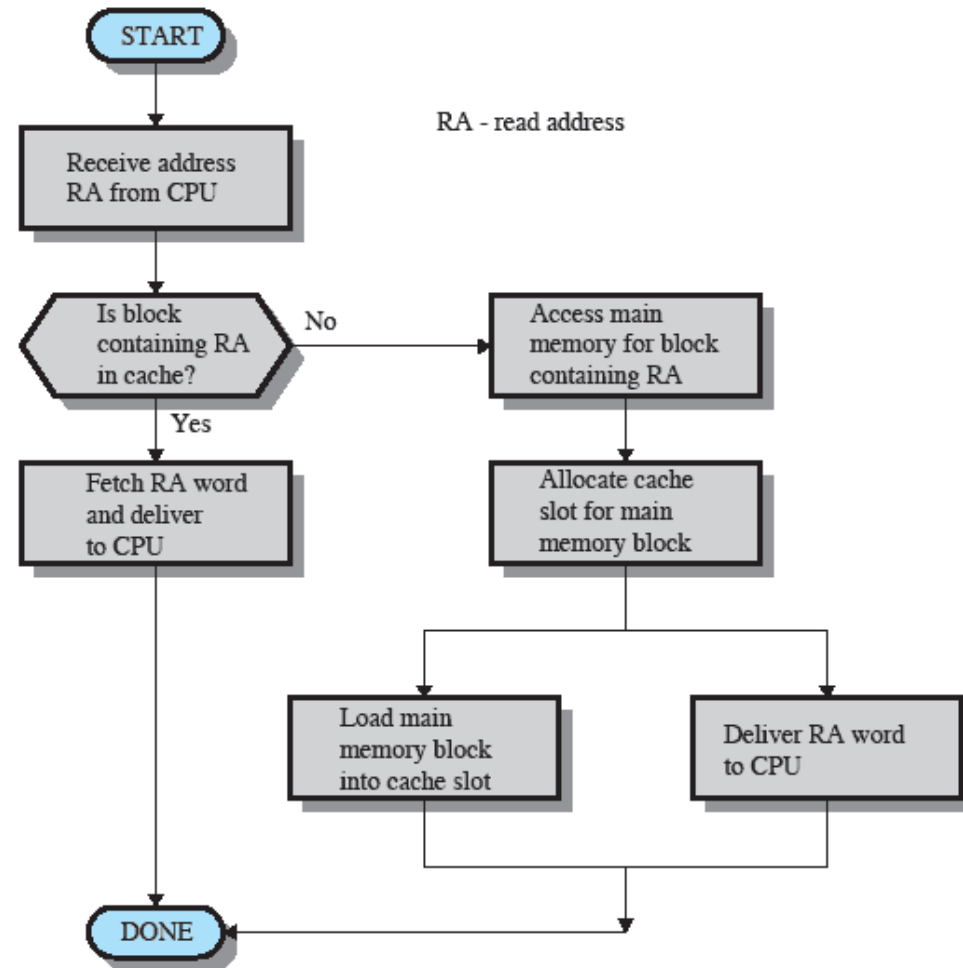 START
RA - read address
Receive address
RA from CPU
Is block
containing RA
in cache?
No
Yes
Access main
memory for block
containing RA
Fetch RA word
and deliver
to CPU
Allocate cache
slot for main
memory block
Load main
memory block
into cache slot
Deliver RA word
to CPU
DONE